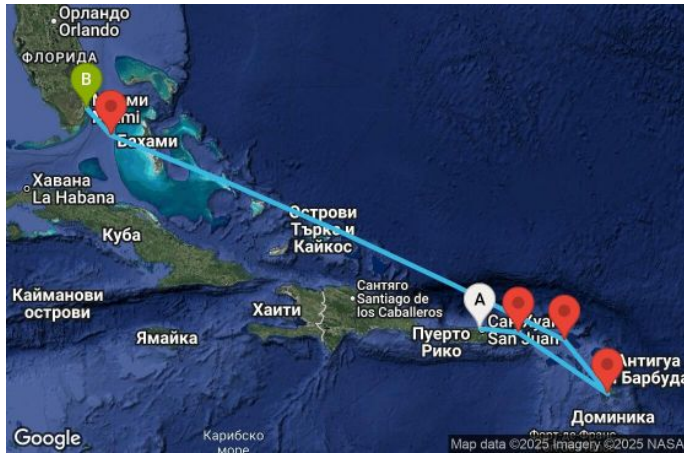 Орландо
Orlando
ФЛОРИДА
B
Miami
Бахами
Хавана
La Habana
Куба
Острови
Търкс и
Кайкос
Кайманови
острови
Ямайка
Хаити
Сантяго
Santiago de
los Caballeros
A
Пуерто
Рико
San Juan
Антигуа
Барбуда
Доминика
Карибско
море
Google
Map data ©2025 Imagery ©2025 NASA